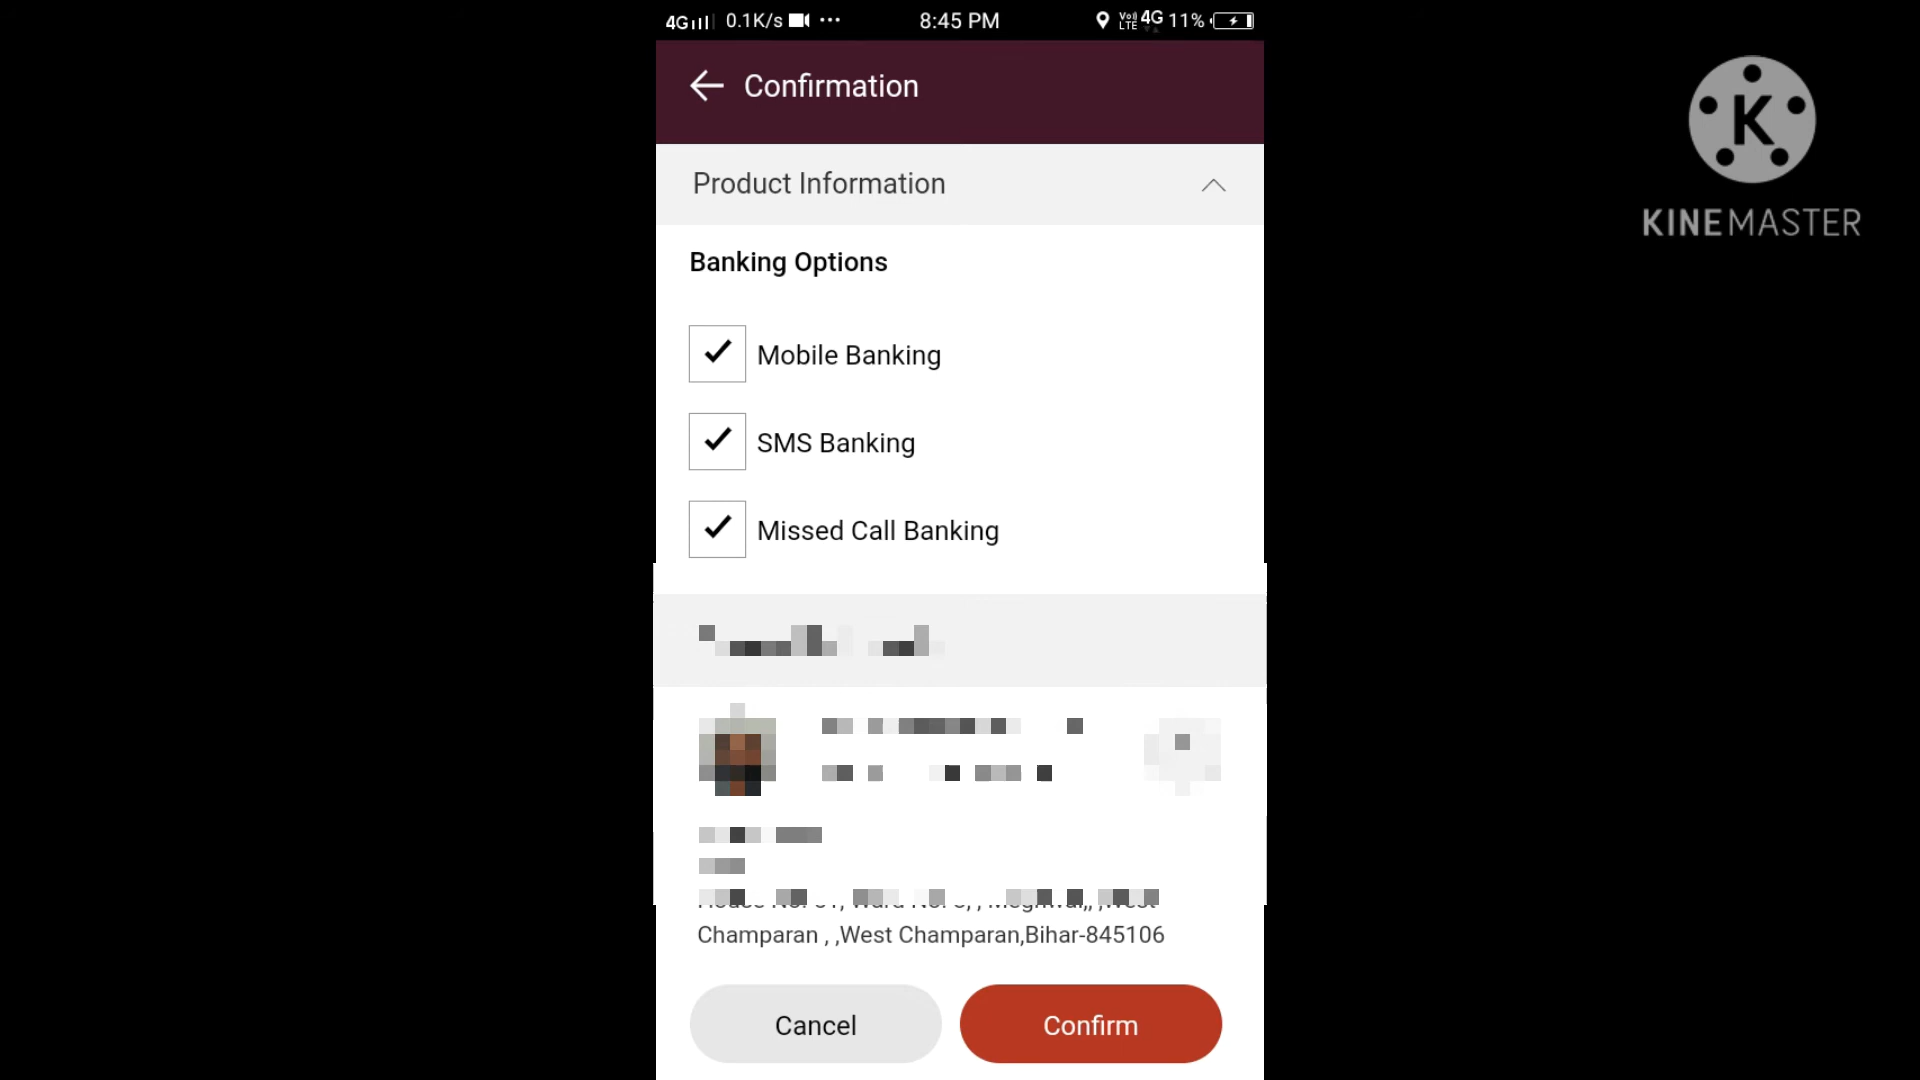 4G 0.1K/s ... 8:45 PM VoLTE 4G 11%
Confirmation
K
KINEMASTER
Product Information
Banking Options
Mobile Banking
SMS Banking
Missed Call Banking
Champaran , ,West Champaran,Bihar-845106
Cancel
Confirm